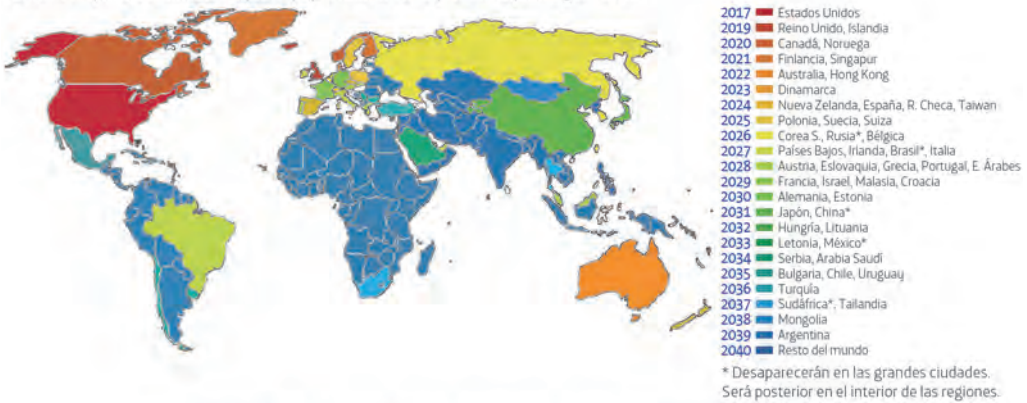 2017 Estados Unidos
2019 Reino Unido, Islandia
2020 Canadá, Noruega
2021 Finlancia, Singapur
2022 Australia, Hong Kong
2023 Dinamarca
2024 Nueva Zelanda, España, R. Checa, Taiwan
2025 Polonia, Suecia, Suiza
2026 Corea S., Rusia*, Bélgica
2027 Países Bajos, Irlanda, Brasil*, Italia
2028 Austria, Eslovaquia, Grecia, Portugal, E. Árabes
2029 Francia, Israel, Malasia, Croacia
2030 Alemania, Estonia
2031 Japón, China*
2032 Hungría, Lituania
2033 Letonia, México*
2034 Serbia, Arabia Saudí
2035 Bulgaria, Chile, Uruguay
2036 Turquía
2037 Sudáfrica*, Tailandia
2038 Mongolia
2039 Argentina
2040 Resto del mundo
* Desaparecerán en las grandes ciudades.
Será posterior en el interior de las regiones.